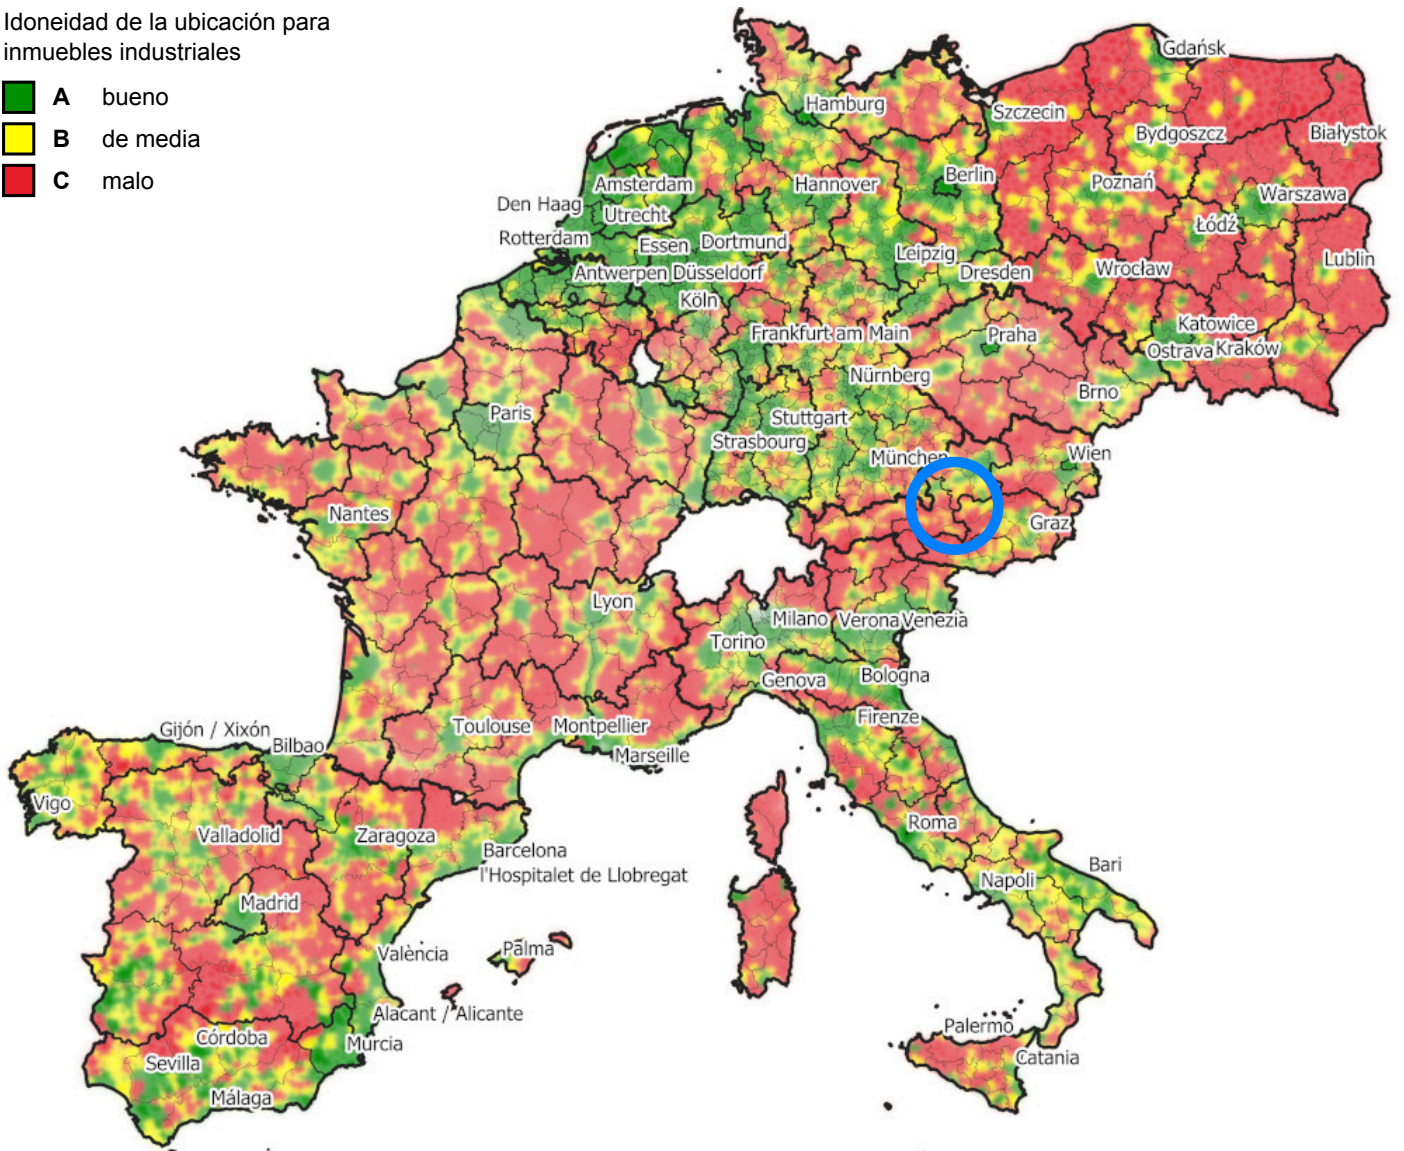 Idoneidad de la ubicación para
inmuebles industriales
A bueno
B de media
C malo
Gdańsk
Hamburg
Szczecin
Bydgoszcz
Białystok
Amsterdam
Hannover
Berlin
Poznań
Warszawa
Den Haag
Utrecht
Łódź
Rotterdam
Essen
Dortmund
Leipzig
Lublin
Antwerpen
Düsseldorf
Dresden
Wrocław
Köln
Katowice
Frankfurt am Main
Praha
Ostrava
Kraków
Nürnberg
Brno
Paris
Stuttgart
Strasbourg
München
Wien
Nantes
Graz
Lyon
Milano
Verona
Venezia
Torino
Genova
Bologna
Firenze
Toulouse
Montpellier
Marseille
Gijón / Xixón
Bilbao
Vigo
Valladolid
Zaragoza
Roma
Barcelona
l'Hospitalet de Llobregat
Bari
Napoli
Madrid
València
Palma
Alacant / Alicante
Palermo
Córdoba
Murcia
Catania
Sevilla
Málaga